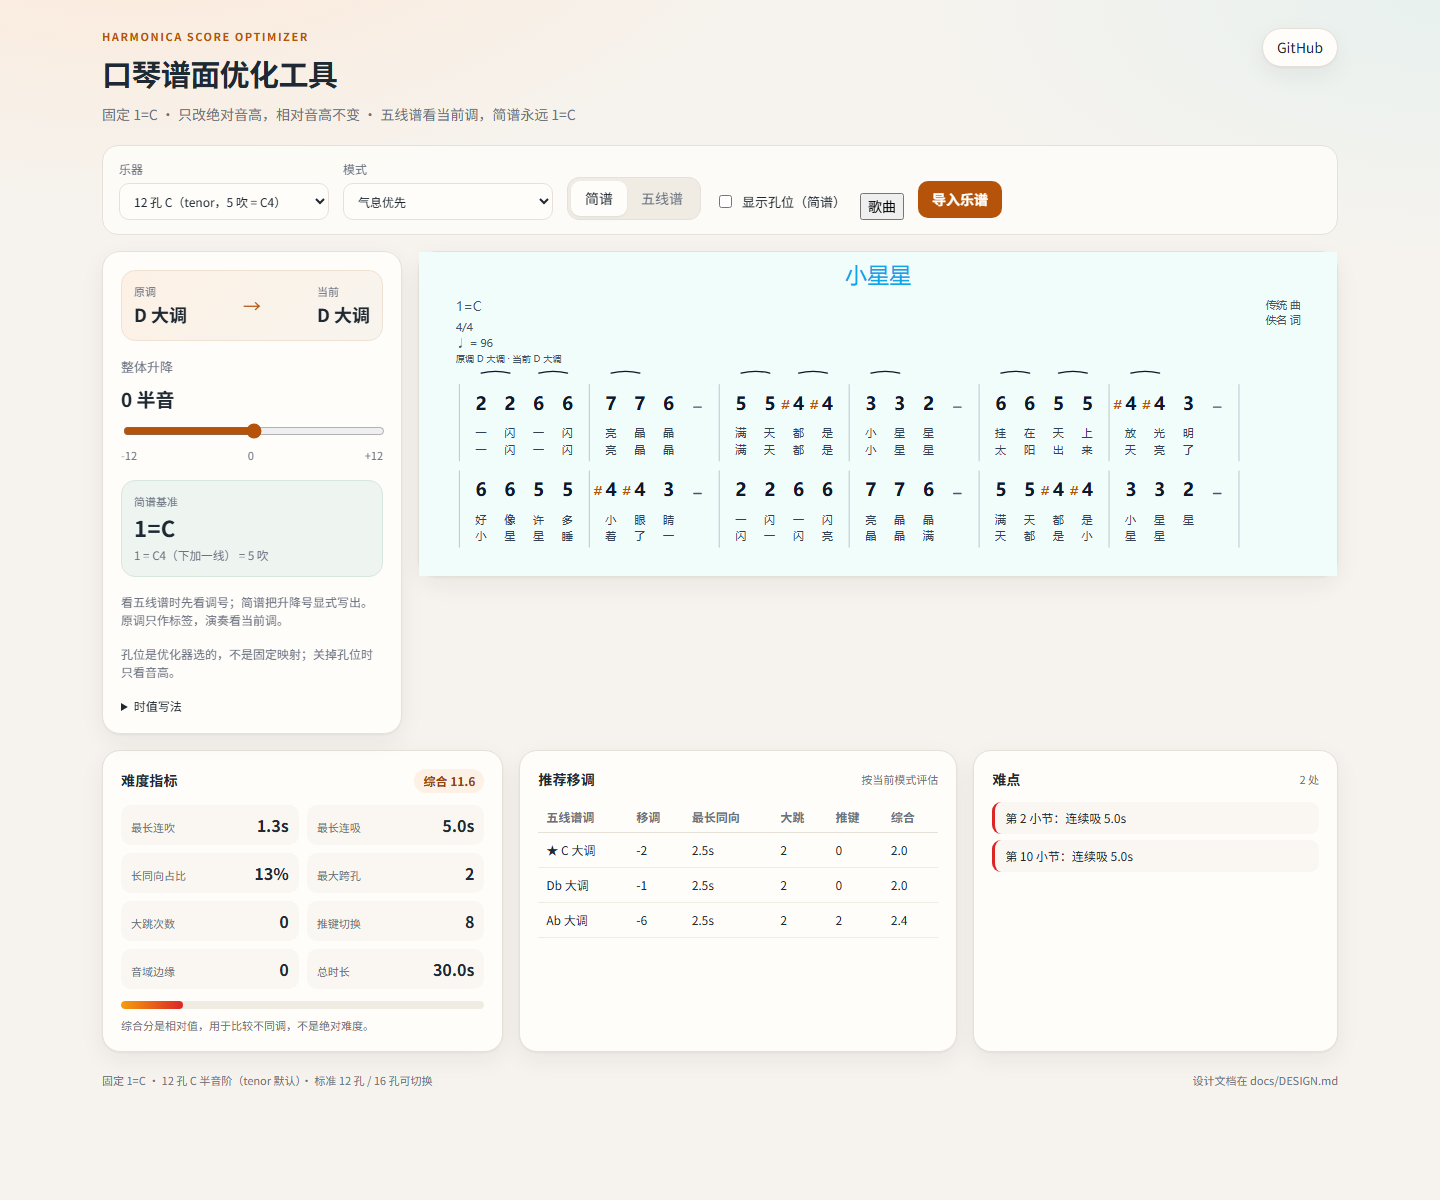 HARMONICA SCORE OPTIMIZER
口琴谱面优化工具
固定 1=C · 只改绝对音高，相对音高不变 · 五线谱看当前调，简谱永远 1=C
GitHub
乐器
12 孔 C（tenor，5 吹 = C4）
模式
气息优先
简谱 五线谱
显示孔位（简谱）
歌曲
导入乐谱
原调
D 大调
→
当前
D 大调
整体升降
0 半音
-12 0 +12
简谱基准
1=C
1 = C4（下加一线） = 5 吹
看五线谱时先看调号；简谱把升降号显式写出。
原调只作标签，演奏看当前调。
孔位是优化器选的，不是固定映射；关掉孔位时
只看音高。
▶ 时值写法
小星星
1=C
4/4
♩ = 96
原调 D 大调 · 当前 D 大调
传统 曲
佚名 词
2 2 6 6 7 7 6 – 5 5 #4 #4 3 3 2 – 6 6 5 5 #4 #4 3 –
一 闪 一 闪 亮 晶 晶 满 天 都 是 小 星 星 挂 在 天 上 放 光 明
一 闪 一 闪 亮 晶 晶 满 天 都 是 小 星 星 太 阳 出 来 天 亮 了
6 6 5 5 #4 #4 3 – 2 2 6 6 7 7 6 – 5 5 #4 #4 3 3 2 –
好 像 许 多 小 眼 睛 一 闪 一 闪 亮 晶 晶 满 天 都 是 小 星 星
小 星 星 睡 着 了 一 闪 一 闪 亮 晶 晶 满 天 都 是 小 星 星
难度指标
综合 11.6
最长连吹 1.3s
最长连吸 5.0s
长同向占比 13%
最大跨孔 2
大跳次数 0
推键切换 8
音域边缘 0
总时长 30.0s
综合分是相对值，用于比较不同调，不是绝对难度。
推荐移调
按当前模式评估
五线谱调 移调 最长同向 大跳 推键 综合
★ C 大调 -2 2.5s 2 0 2.0
Db 大调 -1 2.5s 2 0 2.0
Ab 大调 -6 2.5s 2 2 2.4
难点
2 处
第 2 小节：连续吸 5.0s
第 10 小节：连续吸 5.0s
固定 1=C · 12 孔 C 半音阶（tenor 默认）· 标准 12 孔 / 16 孔可切换
设计文档在 docs/DESIGN.md